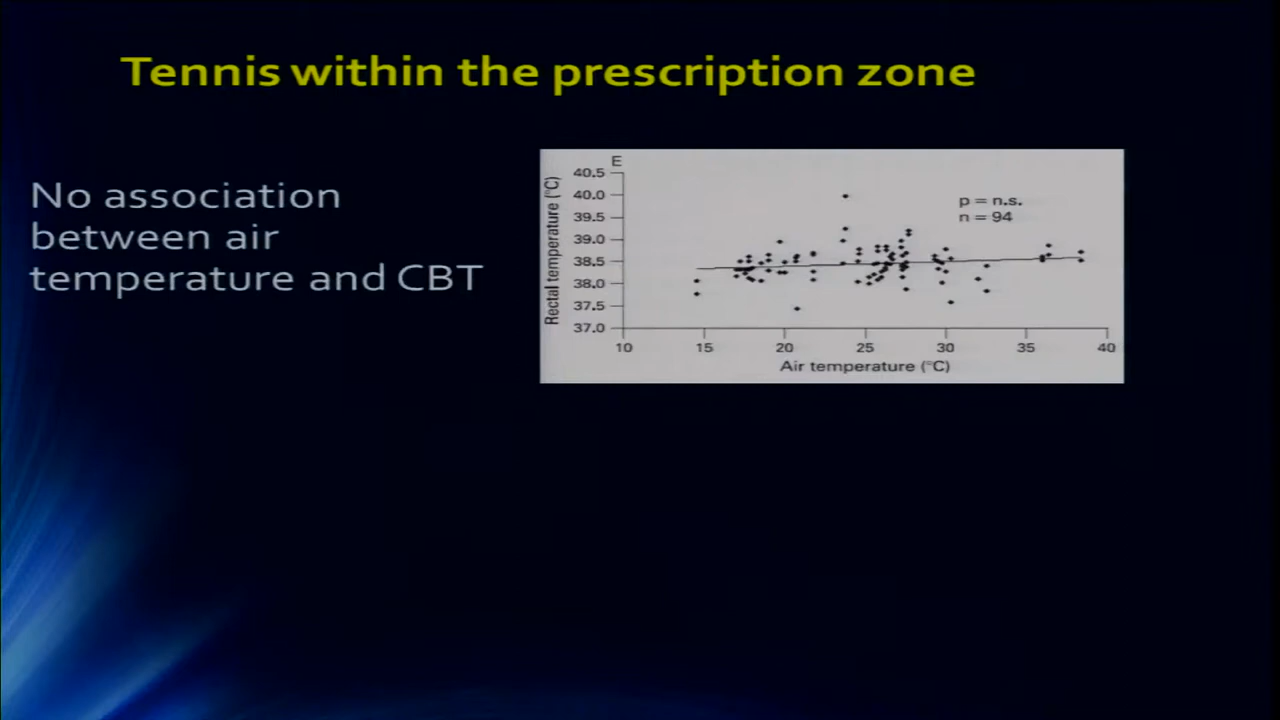 Tennis within the prescription zone
No association
between air
temperature and CBT
E
40.5
40.0
39.5
39.0
38.5
38.0
37.5
37.0
Rectal temperature (°C)
p = n.s.
n = 94
10 15 20 25 30 35 40
Air temperature (°C)